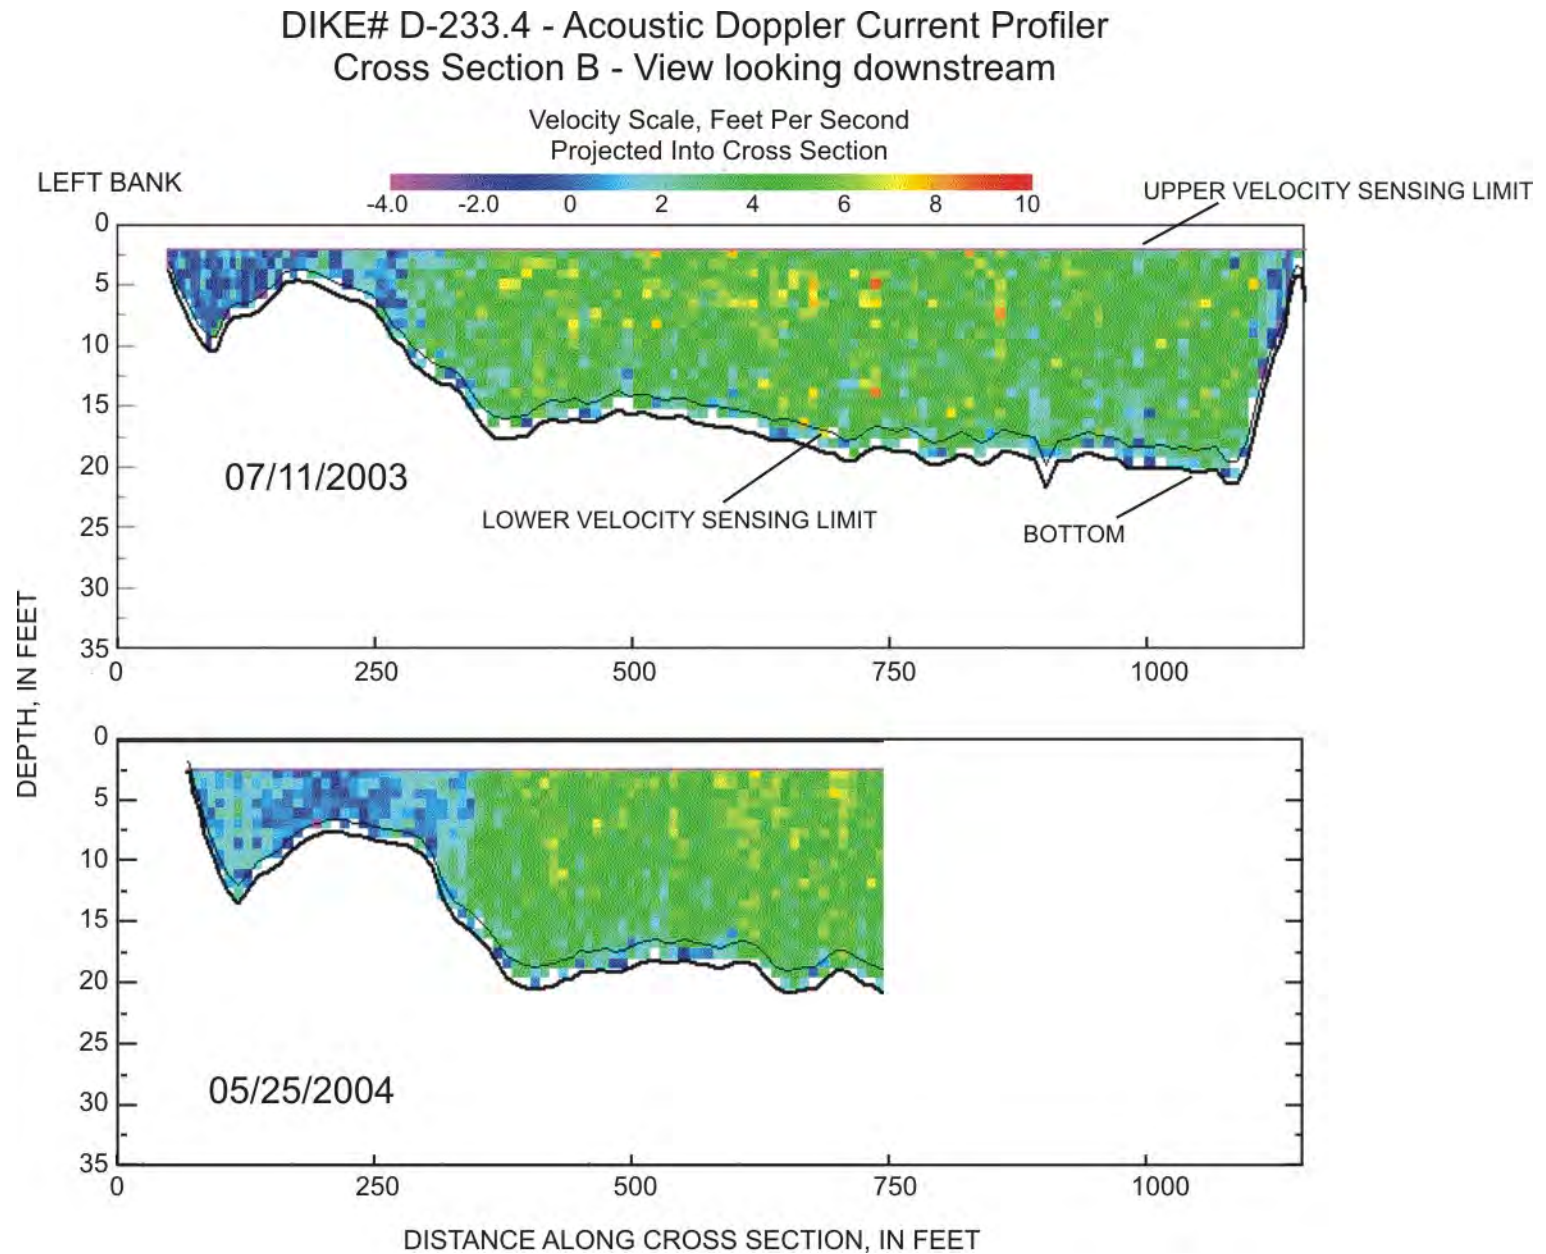 DIKE# D-233.4 - Acoustic Doppler Current Profiler
Cross Section B - View looking downstream
Velocity Scale, Feet Per Second
Projected Into Cross Section
LEFT BANK
-4.0 -2.0 0 2 4 6 8 10
UPPER VELOCITY SENSING LIMIT
0
5
10
15
20
25
30
35
07/11/2003
LOWER VELOCITY SENSING LIMIT
BOTTOM
0 250 500 750 1000
DEPTH, IN FEET
0
5
10
15
20
25
30
35
05/25/2004
0 250 500 750 1000
DISTANCE ALONG CROSS SECTION, IN FEET